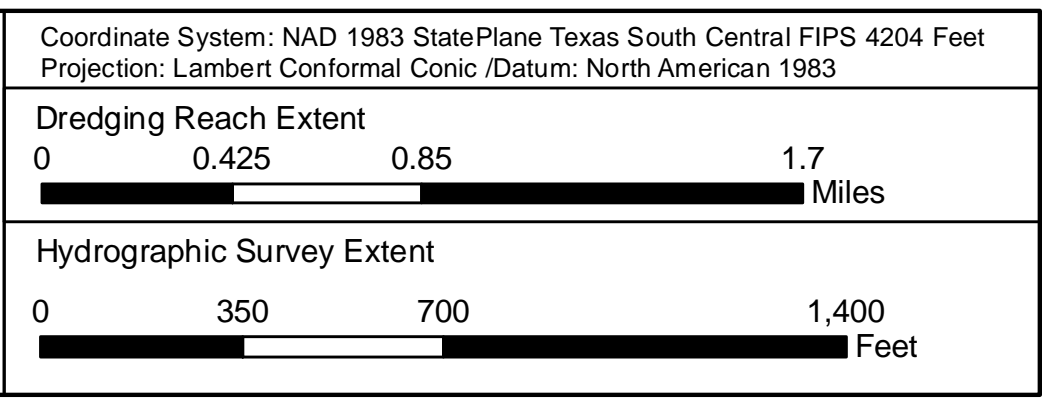 Coordinate System: NAD 1983 StatePlane Texas South Central FIPS 4204 Feet
Projection: Lambert Conformal Conic /Datum: North American 1983
Dredging Reach Extent
0 0.425 0.85 1.7
Miles
Hydrographic Survey Extent
0 350 700 1,400
Feet